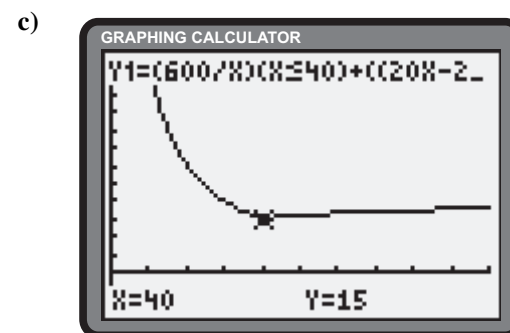 c)
GRAPHING CALCULATOR
Y1=(600/X)(X≤40)+((20X-2_
X=40 Y=15